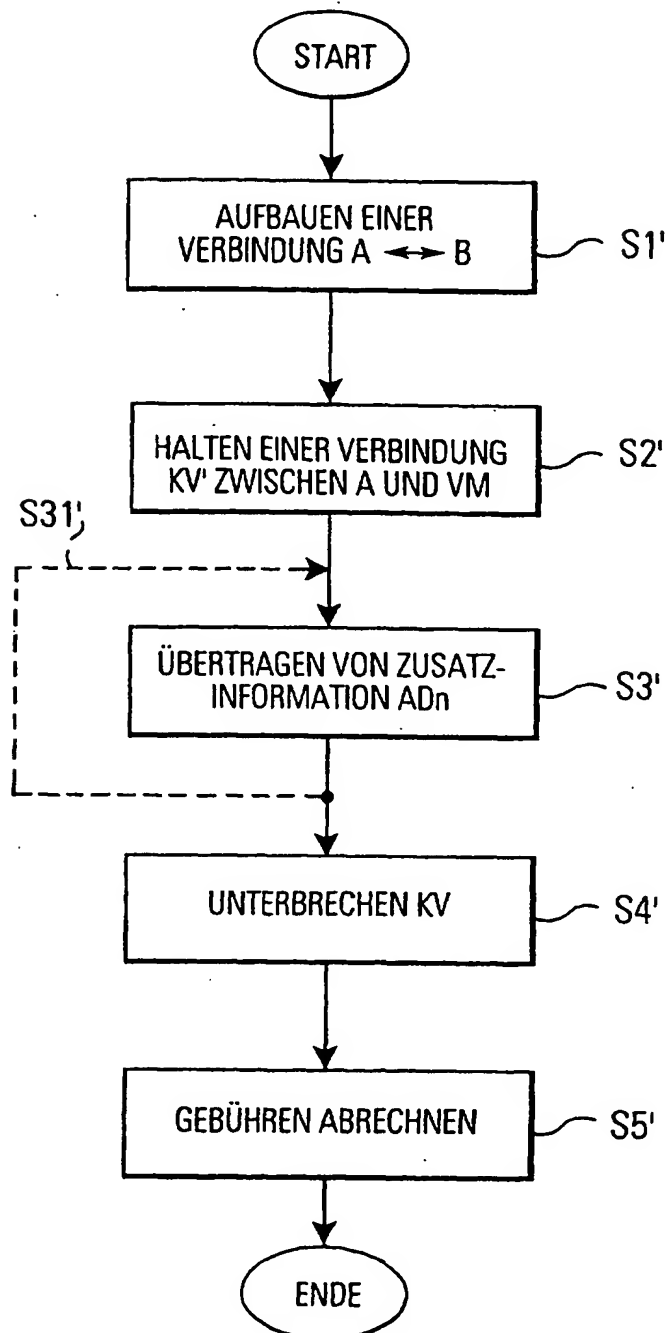 START
AUFBAUEN EINER
VERBINDUNG A ↔ B
S1'
HALTEN EINER VERBINDUNG
KV' ZWISCHEN A UND VM
S2'
S31'
ÜBERTRAGEN VON ZUSATZ-
INFORMATION ADn
S3'
UNTERBRECHEN KV
S4'
GEBÜHREN ABRECHNEN
S5'
ENDE